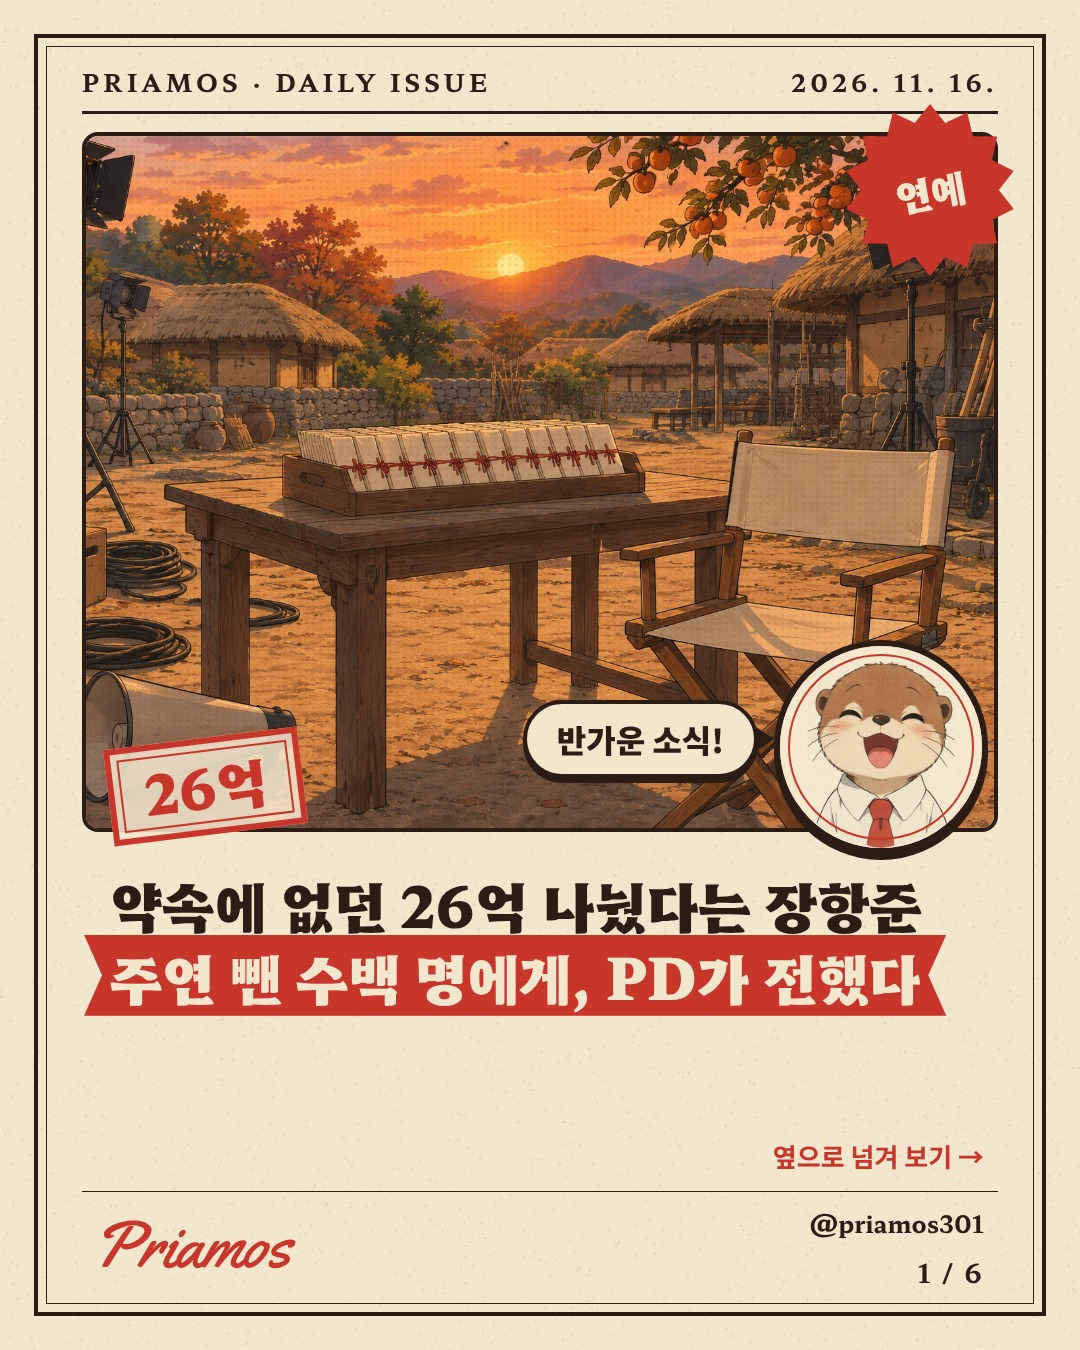 PRIAMOS · DAILY ISSUE
2026. 11. 16.
연예
반가운 소식!
26억
약속에 없던 26억 나눴다는 장항준
주연 뺀 수백 명에게, PD가 전했다
옆으로 넘겨 보기 →
Priamos
@priamos301
1 / 6